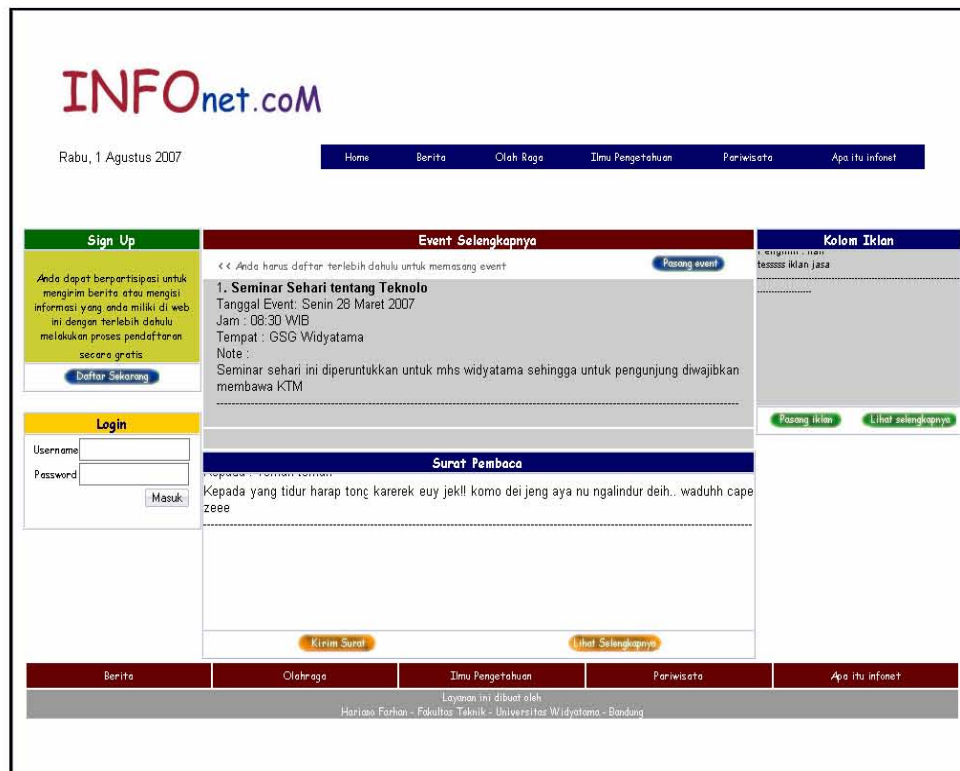 INFOnet.coM
Rabu, 1 Agustus 2007
Home Berita Olah Raga Ilmu Pengetahuan Pariwisata Apa itu infonet
Sign Up
Anda dapat berpartisipasi untuk
mengirim berita atau mengisi
informasi yang anda miliki di web
ini dengan terlebih dahulu
melakukan proses pendaftaran
secara gratis
Daftar Sekarang
Login
Username
Password
Masuk
Event Selengkapnya
<< Anda harus daftar terlebih dahulu untuk memasang event
Pasang event
1. Seminar Sehari tentang Teknolo
Tanggal Event: Senin 28 Maret 2007
Jam : 08:30 WIB
Tempat : GSG Widyatama
Note :
Seminar sehari ini diperuntukkan untuk mhs widyatama sehingga untuk pengunjung diwajibkan
membawa KTM
Surat Pembaca
Kepada yang tidur harap tong karerek euy jek!! komo dei jeng aya nu ngalindur deih.. waduhh cape
zeee
Kirim Surat Lihat Selengkapnya
Kolom Iklan
tesssss iklan jasa
Pasang iklan Lihat selengkapnya
Berita Olahraga Ilmu Pengetahuan Pariwisata Apa itu infonet
Layanan ini dibuat oleh
Farhan - Fakultas Teknik - Universitas Widyatama - Bandung